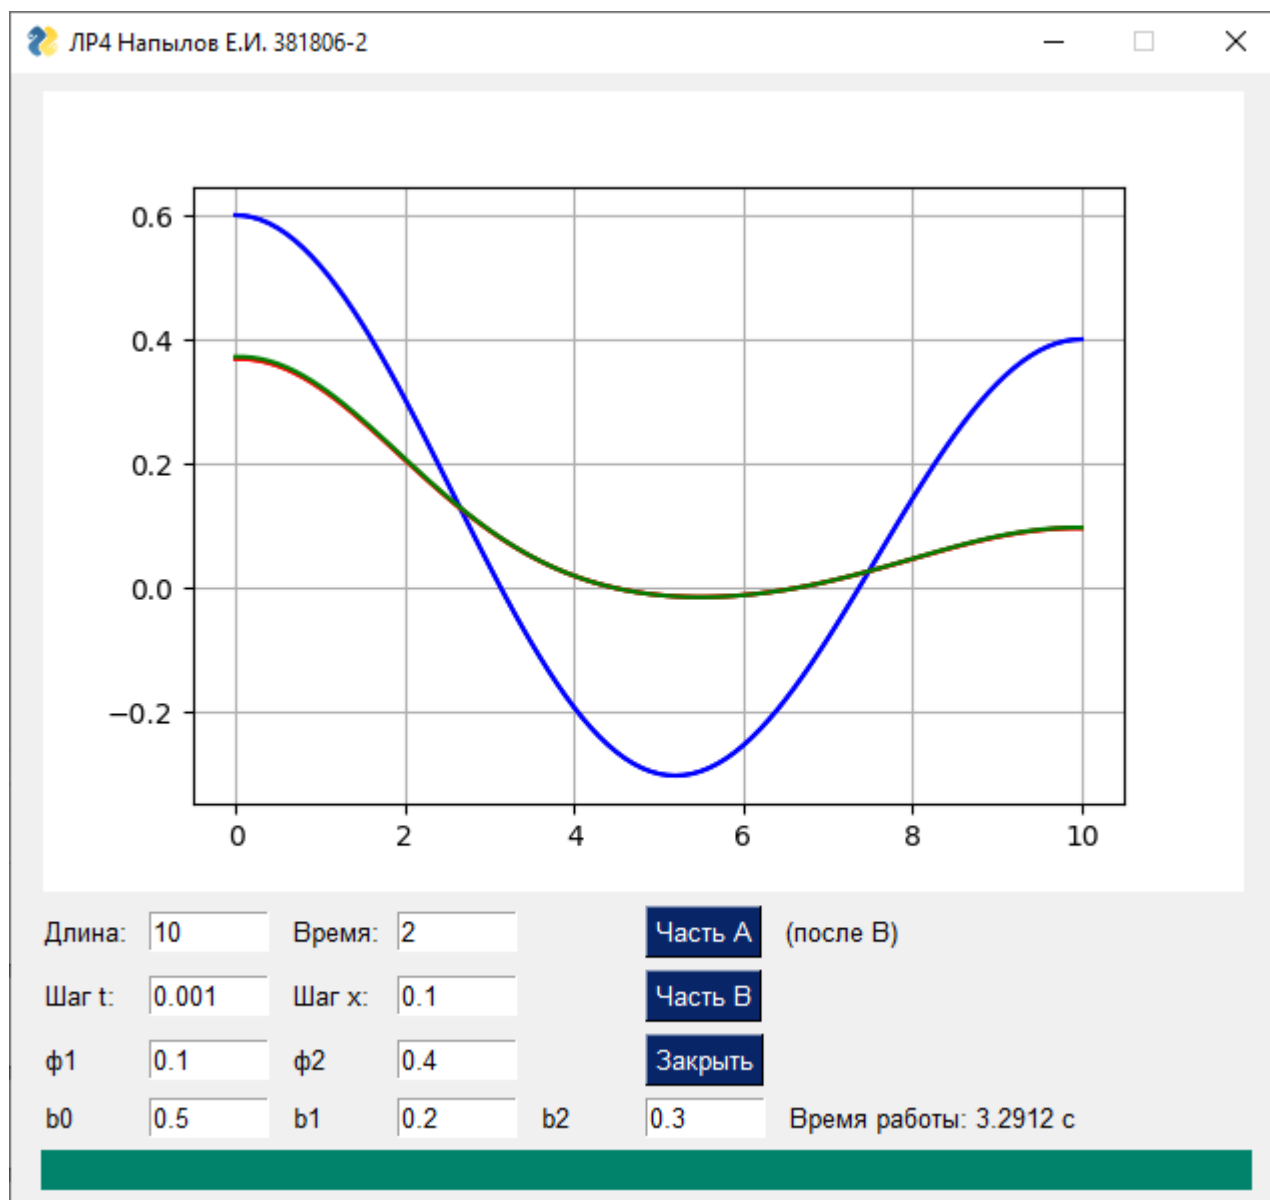 ЛР4 Напылов Е.И. 381806-2
0.6
0.4
0.2
0.0
−0.2
0 2 4 6 8 10
Длина: 10 Время: 2 Часть A (после B)
Шаг t: 0.001 Шаг x: 0.1 Часть B
ф1 0.1 ф2 0.4 Закрыть
b0 0.5 b1 0.2 b2 0.3 Время работы: 3.2912 с